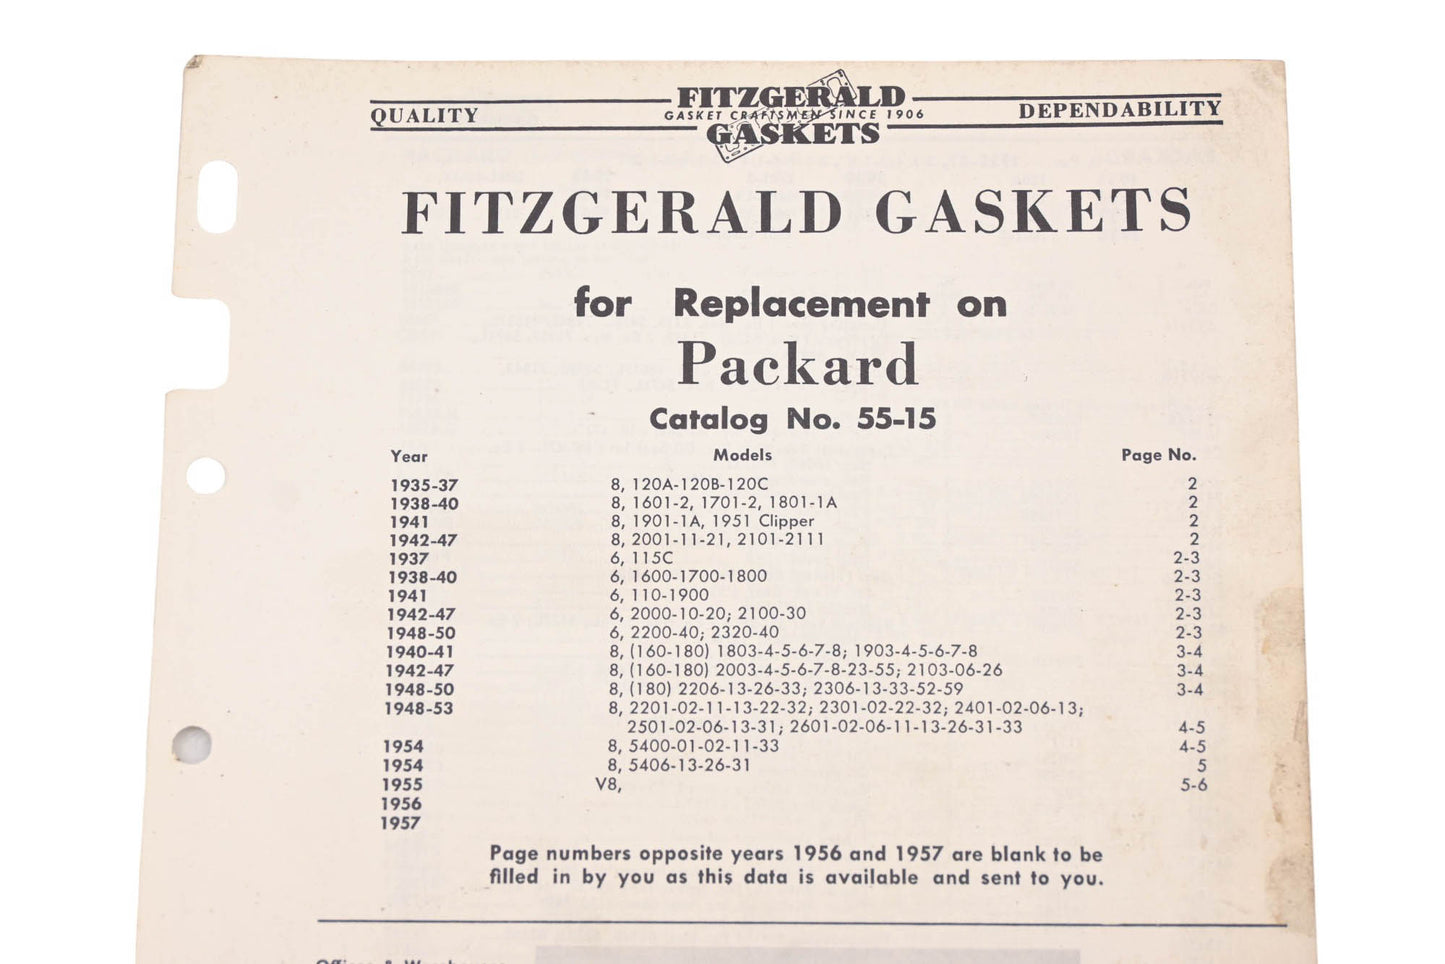 QUALITY
FITZGERALD
GASKET CRAFTSMEN SINCE 1906
GASKETS
DEPENDABILITY
FITZGERALD GASKETS
for Replacement on
Packard
Catalog No. 55-15
Year Models Page No.
1935-37 8, 120A-120B-120C 2
1938-40 8, 1601-2, 1701-2, 1801-1A 2
1941 8, 1901-1A, 1951 Clipper 2
1942-47 8, 2001-11-21, 2101-2111 2
1937 6, 115C 2-3
1938-40 6, 1600-1700-1800 2-3
1941 6, 110-1900 2-3
1942-47 6, 2000-10-20; 2100-30 2-3
1948-50 6, 2200-40; 2320-40 2-3
1940-41 8, (160-180) 1803-4-5-6-7-8; 1903-4-5-6-7-8 3-4
1942-47 8, (160-180) 2003-4-5-6-7-8-23-55; 2103-06-26 3-4
1948-50 8, (180) 2206-13-26-33; 2306-13-33-52-59 3-4
1948-53 8, 2201-02-11-13-22-32; 2301-02-22-32; 2401-02-06-13;
2501-02-06-13-31; 2601-02-06-11-13-26-31-33 4-5
1954 8, 5400-01-02-11-33 4-5
1954 8, 5406-13-26-31 5
1955 V8, 5-6
1956
1957
Page numbers opposite years 1956 and 1957 are blank to be
filled in by you as this data is available and sent to you.